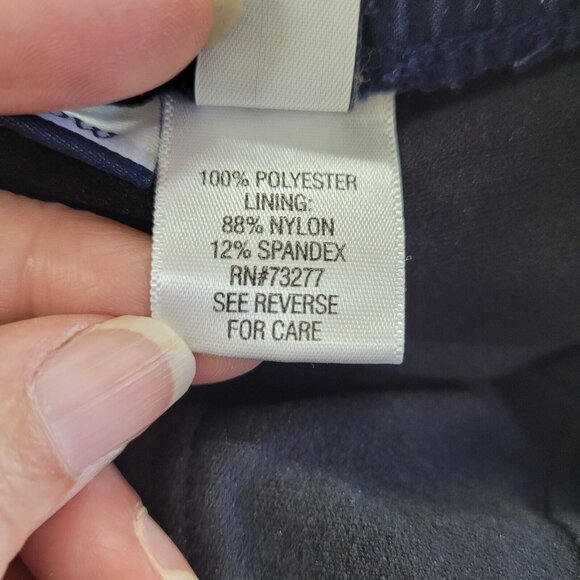 100% POLYESTER
LINING:
88% NYLON
12% SPANDEX
RN#73277
SEE REVERSE
FOR CARE